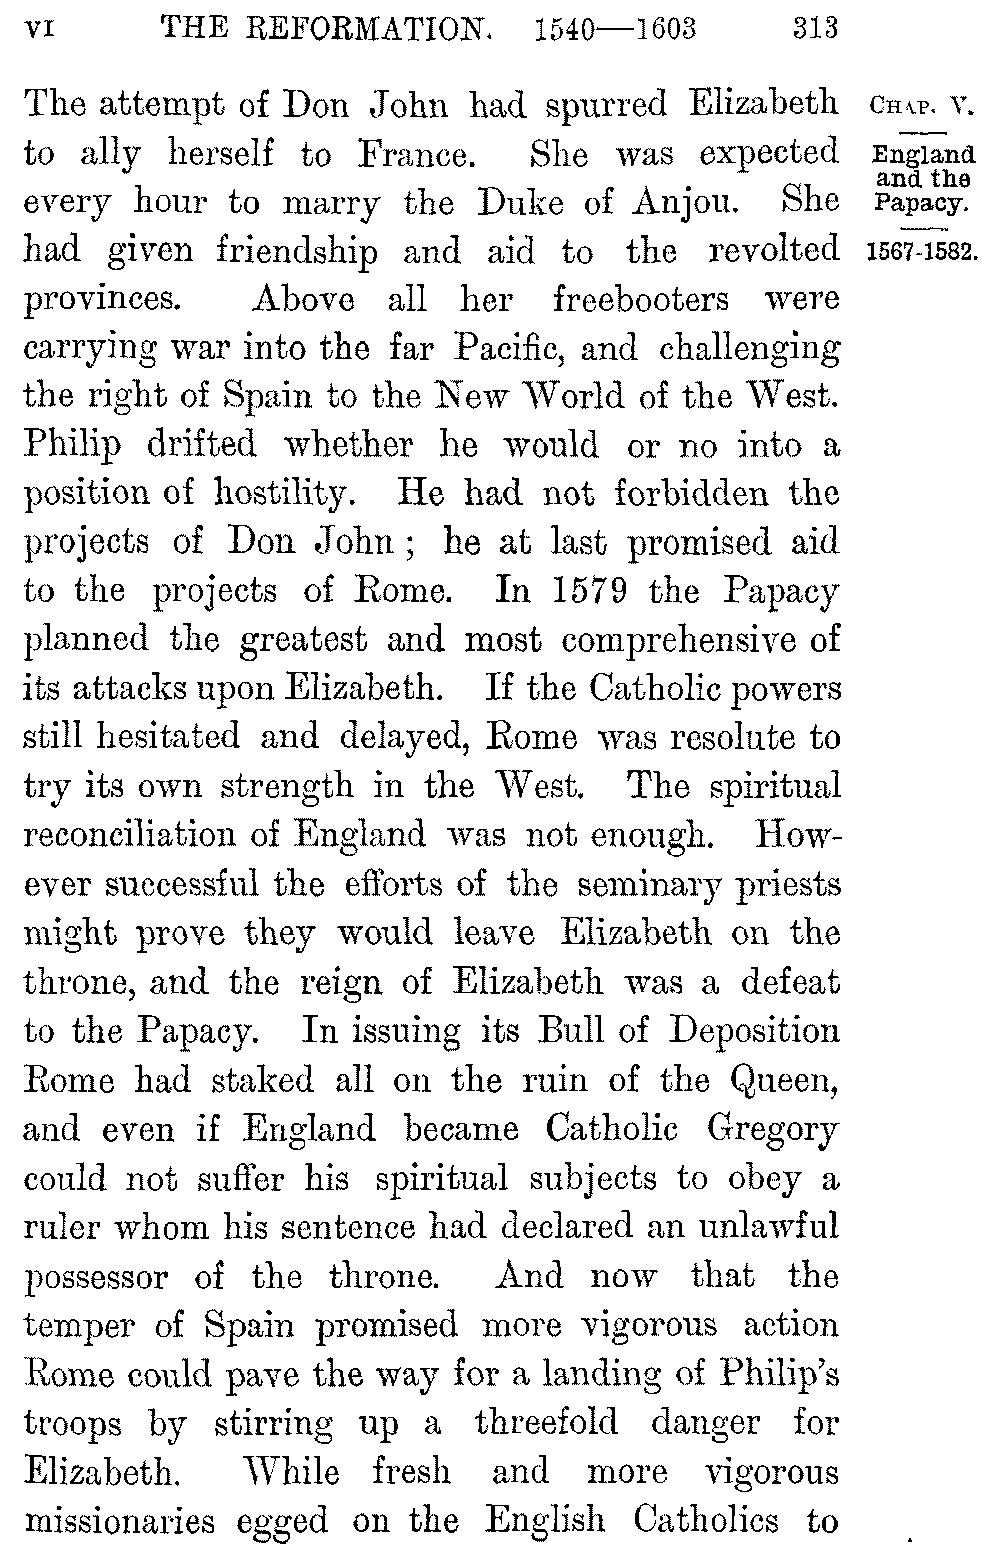 VI THE REFORMATION. 1540—1603 313
The attempt of Don John had spurred Elizabeth
to ally herself to France. She was expected
every hour to marry the Duke of Anjou. She
had given friendship and aid to the revolted
provinces. Above all her freebooters were
carrying war into the far Pacific, and challenging
the right of Spain to the New World of the West.
Philip drifted whether he would or no into a
position of hostility. He had not forbidden the
projects of Don John ; he at last promised aid
to the projects of Rome. In 1579 the Papacy
planned the greatest and most comprehensive of
its attacks upon Elizabeth. If the Catholic powers
still hesitated and delayed, Rome was resolute to
try its own strength in the West. The spiritual
reconciliation of England was not enough. How-
ever successful the efforts of the seminary priests
might prove they would leave Elizabeth on the
throne, and the reign of Elizabeth was a defeat
to the Papacy. In issuing its Bull of Deposition
Rome had staked all on the ruin of the Queen,
and even if England became Catholic Gregory
could not suffer his spiritual subjects to obey a
ruler whom his sentence had declared an unlawful
possessor of the throne. And now that the
temper of Spain promised more vigorous action
Rome could pave the way for a landing of Philip's
troops by stirring up a threefold danger for
Elizabeth. While fresh and more vigorous
missionaries egged on the English Catholics to
CHAP. V.
England
and the
Papacy.
1567-1582.